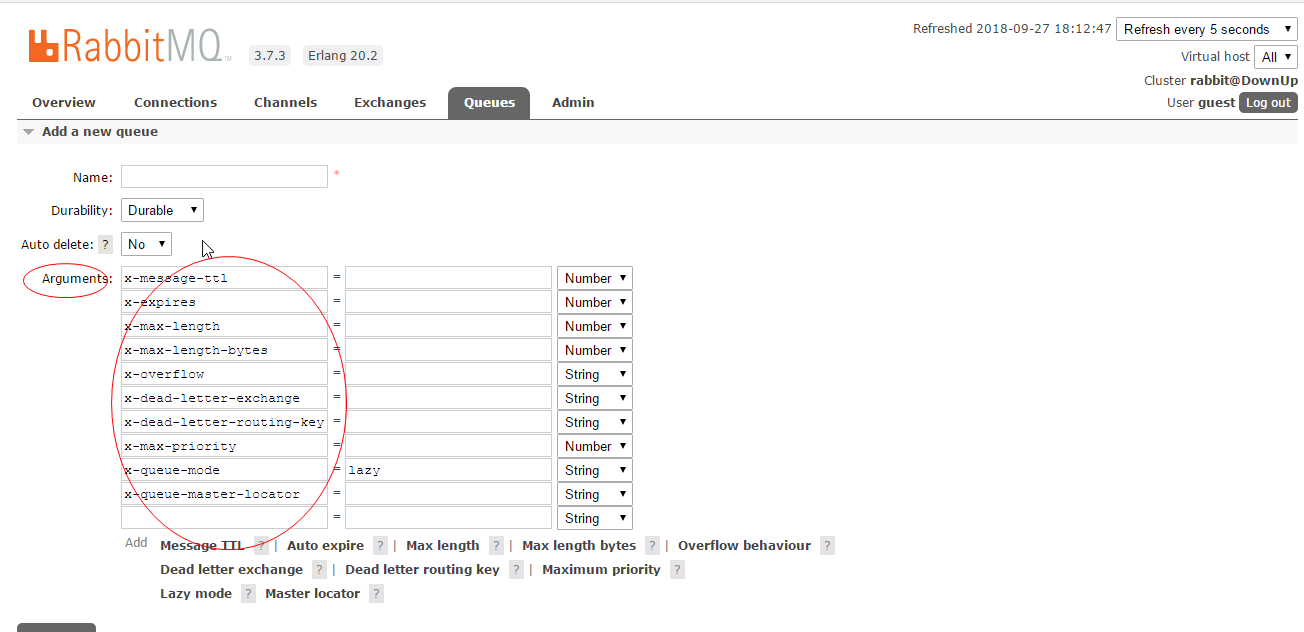 RabbitMQ TM 3.7.3 Erlang 20.2
Refreshed 2018-09-27 18:12:47 Refresh every 5 seconds
Virtual host All
Cluster rabbit@DownUp
User guest Log out
Overview Connections Channels Exchanges Queues Admin
Add a new queue
Name: *
Durability: Durable
Auto delete: ? No
Arguments: x-message-ttl = Number
x-expires = Number
x-max-length = Number
x-max-length-bytes = Number
x-overflow = String
x-dead-letter-exchange = String
x-dead-letter-routing-key = String
x-max-priority = Number
x-queue-mode = lazy String
x-queue-master-locator = String
= String
Add Message TTL ? | Auto expire ? | Max length ? | Max length bytes ? | Overflow behaviour ?
Dead letter exchange ? | Dead letter routing key ? | Maximum priority ?
Lazy mode ? Master locator ?